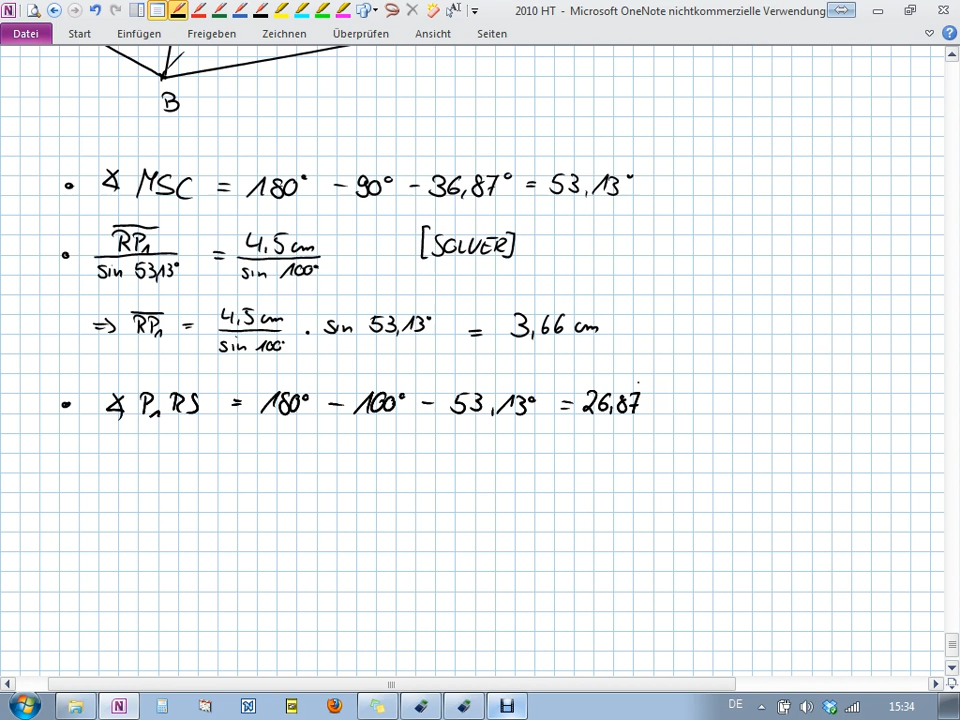 2010 HT - Microsoft OneNote nichtkommerzielle Verwendung
Datei Start Einfügen Freigeben Zeichnen Überprüfen Ansicht Seiten
B
• ∢ MSC = 180° - 90° - 36,87° = 53,13°
• RP₁ / sin 53,13° = 4,5 cm / sin 100° [SOLVER]
⇒ RP₁ = 4,5 cm / sin 100° · sin 53,13° = 3,66 cm
• ∢ P₁RS = 180° - 100° - 53,13° = 26,87
DE 15:34